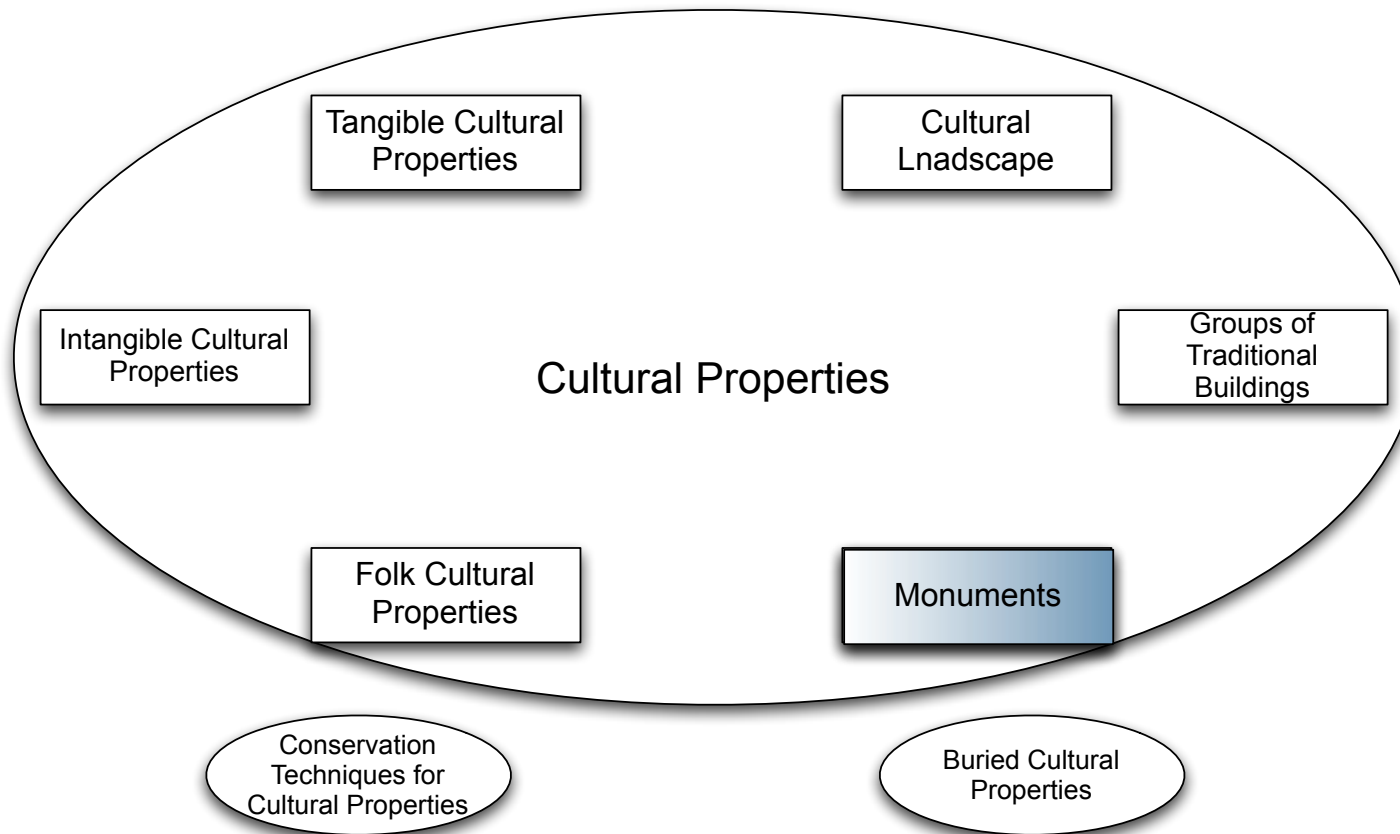 Tangible Cultural
Properties
Cultural
Lnadscape
Intangible Cultural
Properties
Cultural Properties
Groups of
Traditional
Buildings
Folk Cultural
Properties
Monuments
Conservation
Techniques for
Cultural Properties
Buried Cultural
Properties